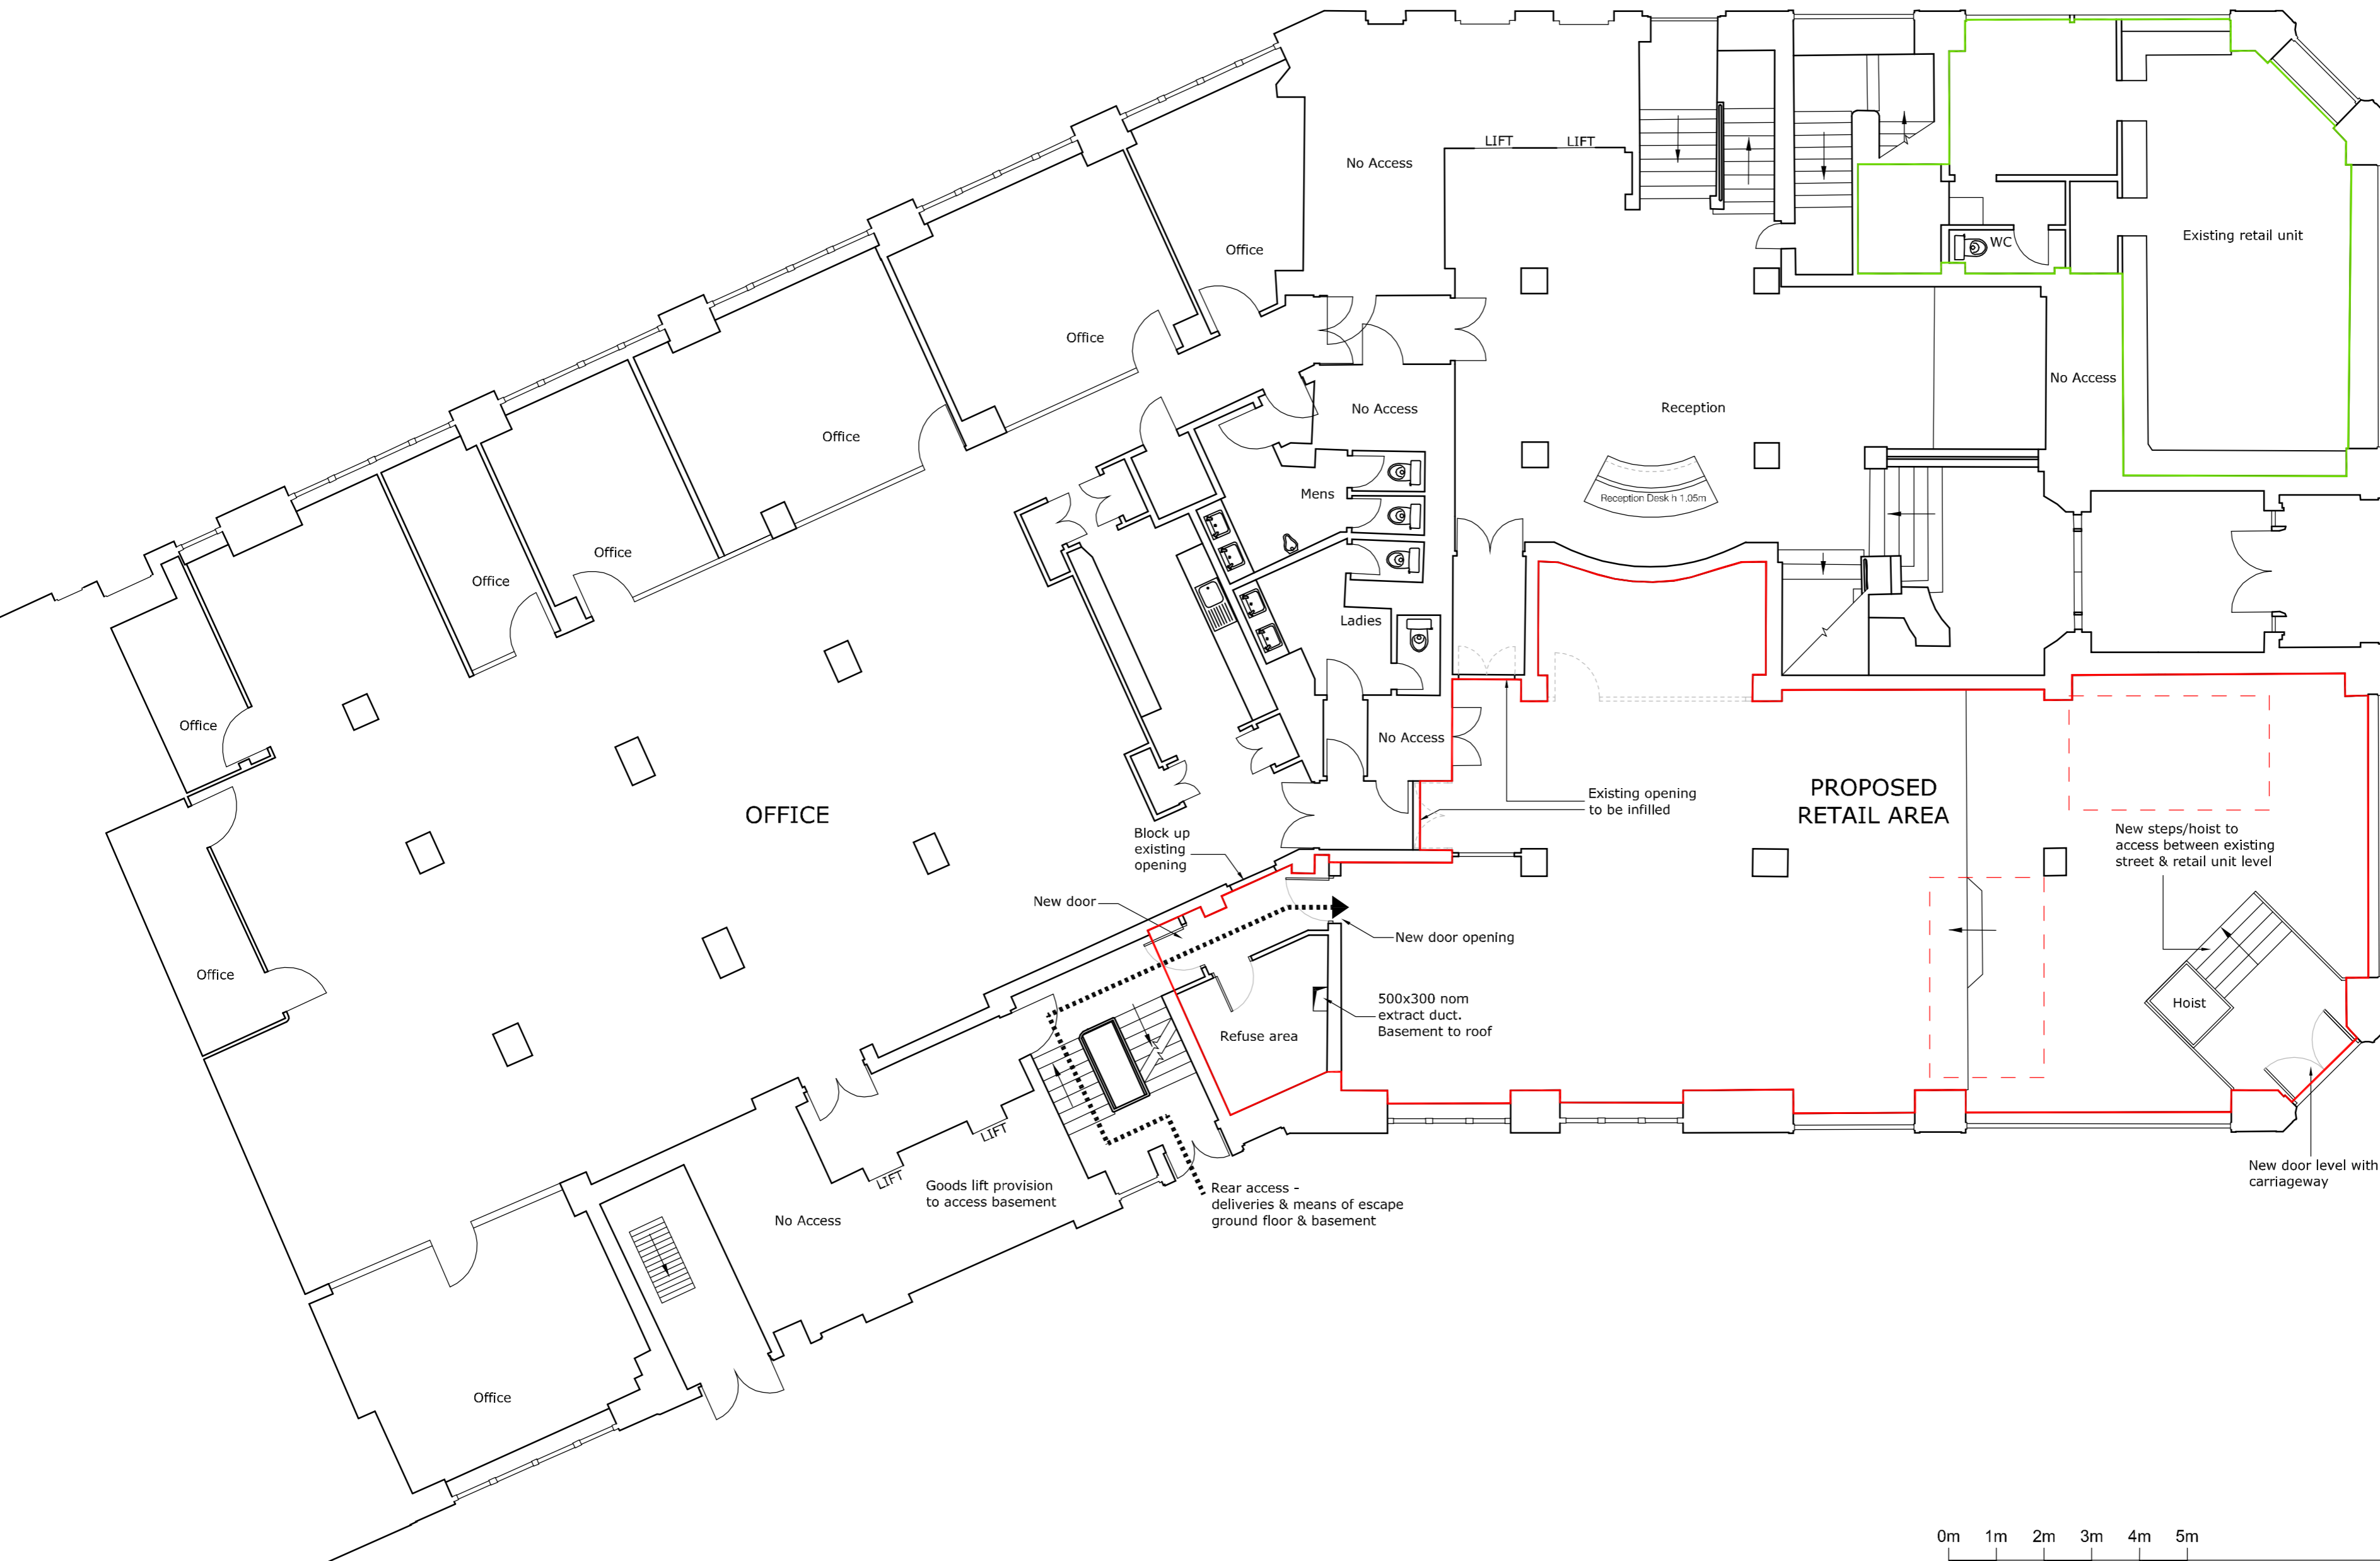 LIFT
LIFT
No Access
Existing retail unit
WC
Office
Office
No Access
No Access
Reception
Office
Mens
Reception Desk h 1.05m
Office
Office
Ladies
Office
No Access
OFFICE
Existing opening
to be infilled
PROPOSED
RETAIL AREA
Block up
existing
opening
New steps/hoist to
access between existing
street & retail unit level
New door
New door opening
Office
500x300 nom
extract duct.
Basement to roof
Hoist
Refuse area
LIFT
LIFT
Goods lift provision
to access basement
Rear access -
deliveries & means of escape
ground floor & basement
New door level with
carriageway
No Access
Office
0m 1m 2m 3m 4m 5m